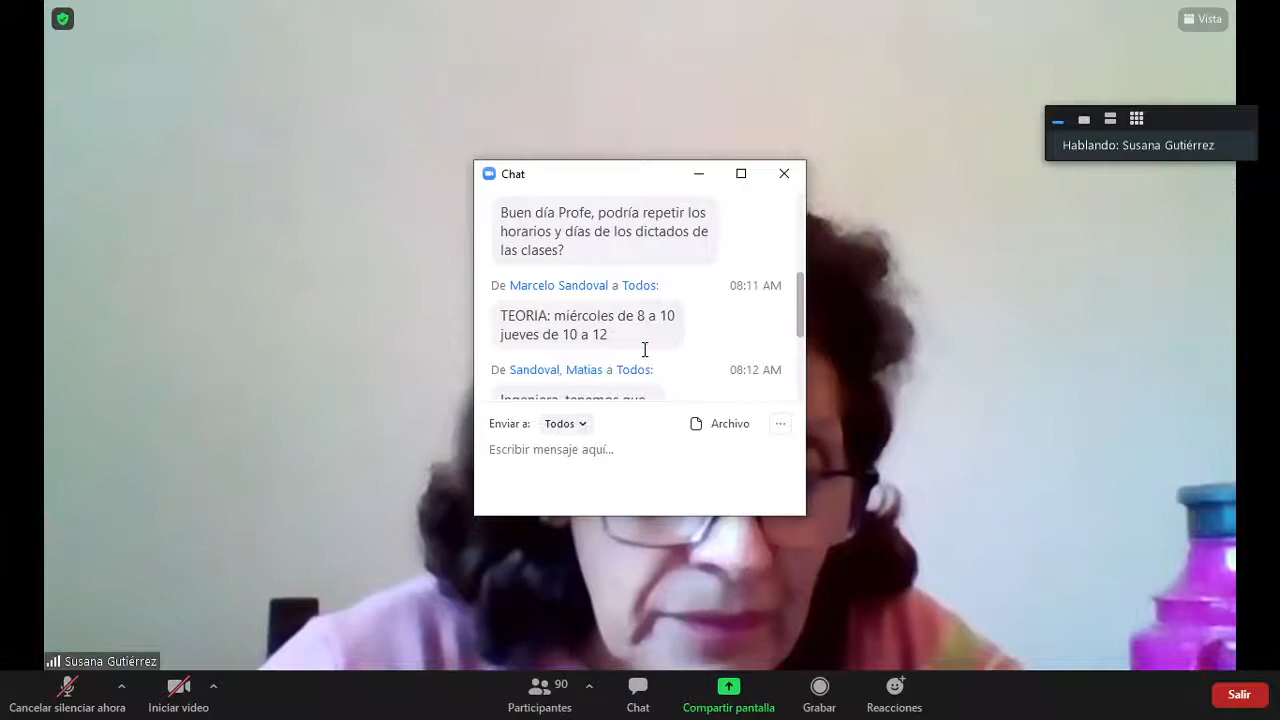 Vista
Hablando: Susana Gutiérrez
Chat
Buen día Profe, podría repetir los
horarios y días de los dictados de
las clases?
De Marcelo Sandoval a Todos: 08:11 AM
TEORIA: miércoles de 8 a 10
jueves de 10 a 12
De Sandoval, Matias a Todos: 08:12 AM
Ingeniera, tenemos que
Enviar a: Todos Archivo ...
Escribir mensaje aquí...
Susana Gutiérrez
Cancelar silenciar ahora
Iniciar video
90
Participantes
Chat
Compartir pantalla
Grabar
Reacciones
Salir